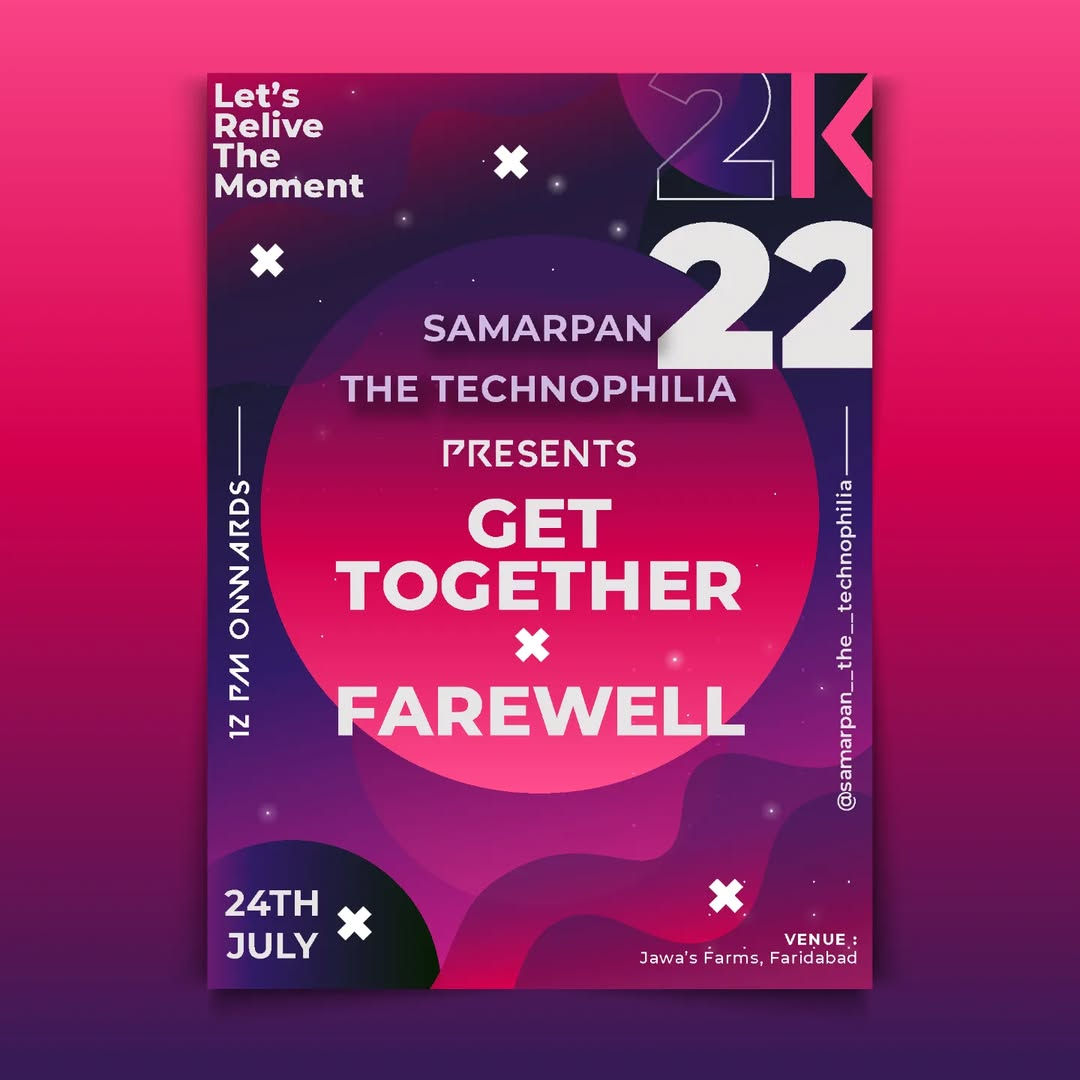 Let's
Relive
The
Moment
2K
22
SAMARPAN
THE TECHNOPHILIA
PRESENTS
GET
TOGETHER
×
FAREWELL
12 PM ONNARDS
@samarpan__the__technophilia
24TH
JULY
VENUE :
Jawa's Farms, Faridabad